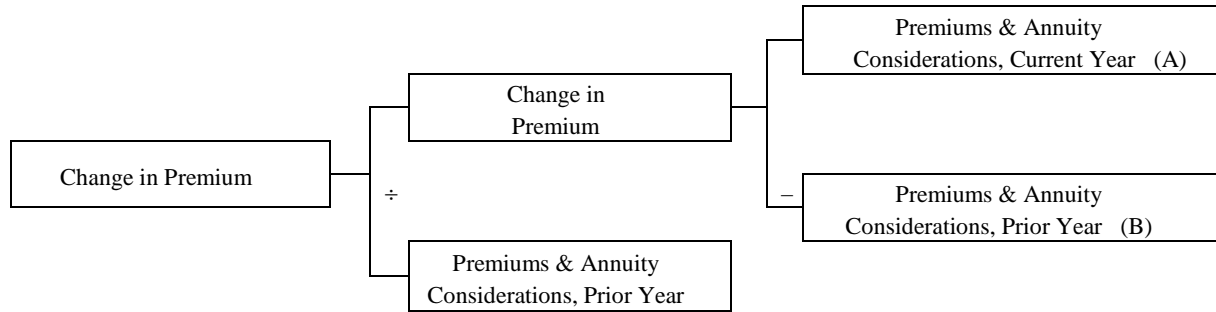 Premiums & Annuity
Considerations, Current Year (A)
Change in
Premium
Change in Premium
÷
–
Premiums & Annuity
Considerations, Prior Year (B)
Premiums & Annuity
Considerations, Prior Year